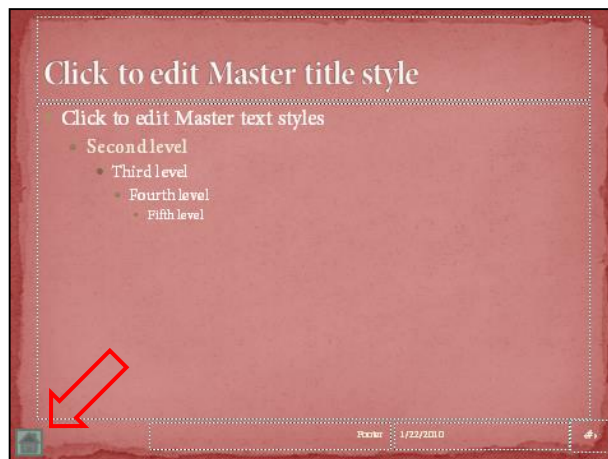 Click to edit Master title style
Click to edit Master text styles
Second level
Third level
Fourth level
Fifth level
Footer 1/22/2010